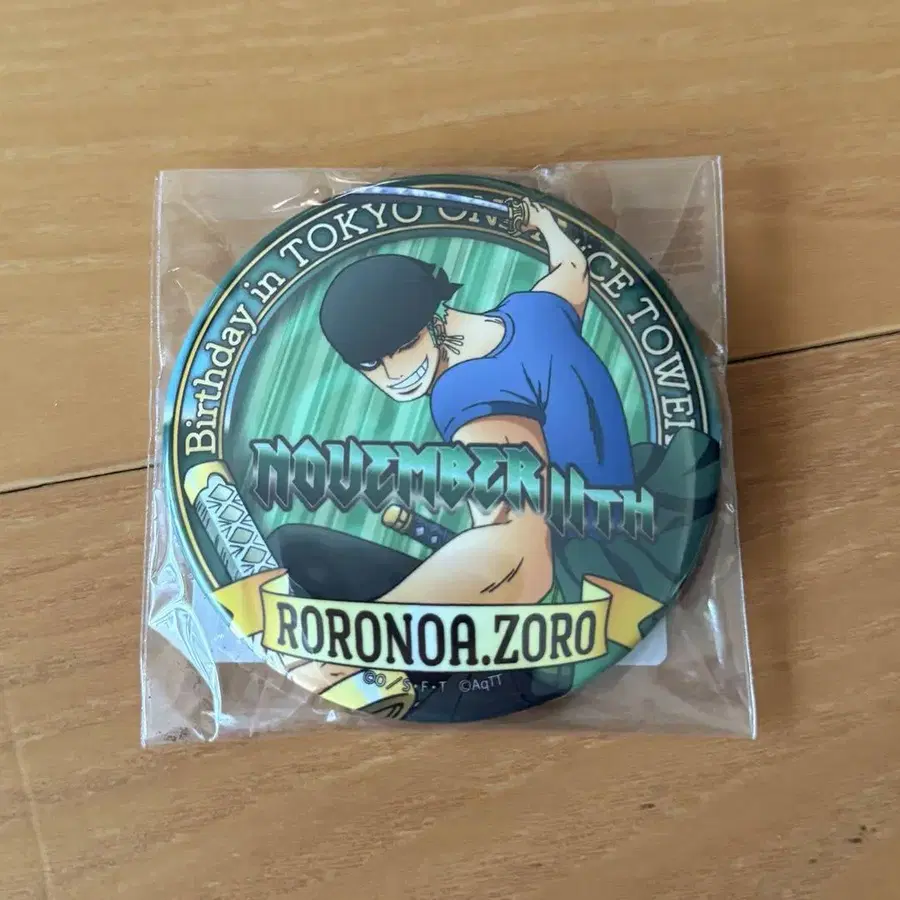 Birthday in TOKYO ONE PIECE TOWER
NOVEMBER 11TH
RORONOA.ZORO
©O/S・F・T ©AqTT